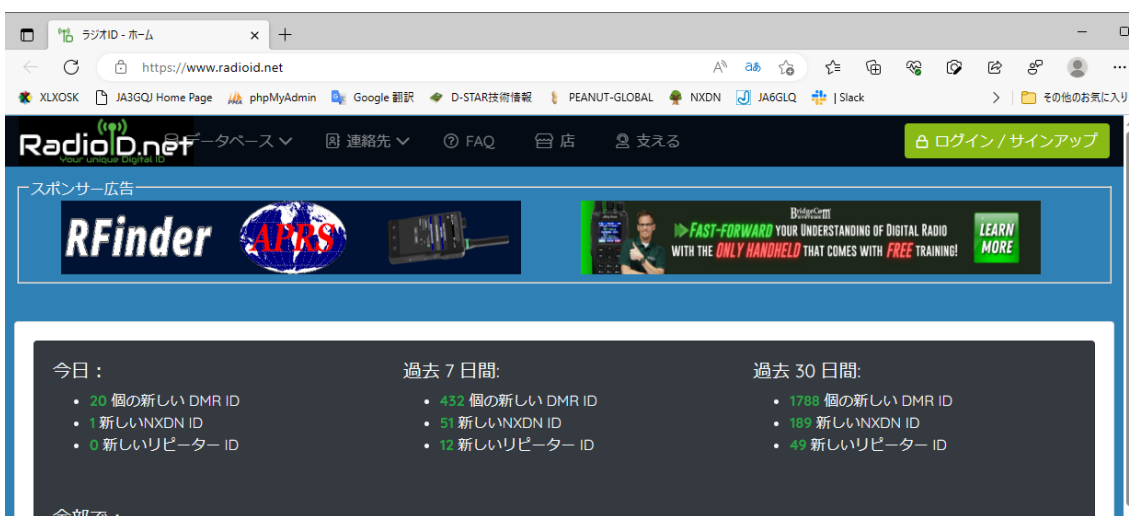 ラジオID - ホーム
https://www.radioid.net
XLXOSK JA3GQJ Home Page phpMyAdmin Google 翻訳 D-STAR技術情報 PEANUT-GLOBAL NXDN JA6GLQ | Slack その他のお気に入り
RadioID.net
Your unique Digital ID
データベース 連絡先 FAQ 店 支える ログイン / サインアップ
スポンサー広告
RFinder APRS
BridgeCom
FAST-FORWARD YOUR UNDERSTANDING OF DIGITAL RADIO
WITH THE ONLY HANDHELD THAT COMES WITH FREE TRAINING!
LEARN
MORE
今日：
20 個の新しい DMR ID
1 新しいNXDN ID
0 新しいリピーター ID
過去 7 日間:
432 個の新しい DMR ID
51 新しいNXDN ID
12 新しいリピーター ID
過去 30 日間:
1788 個の新しい DMR ID
189 新しいNXDN ID
49 新しいリピーター ID
全部で：